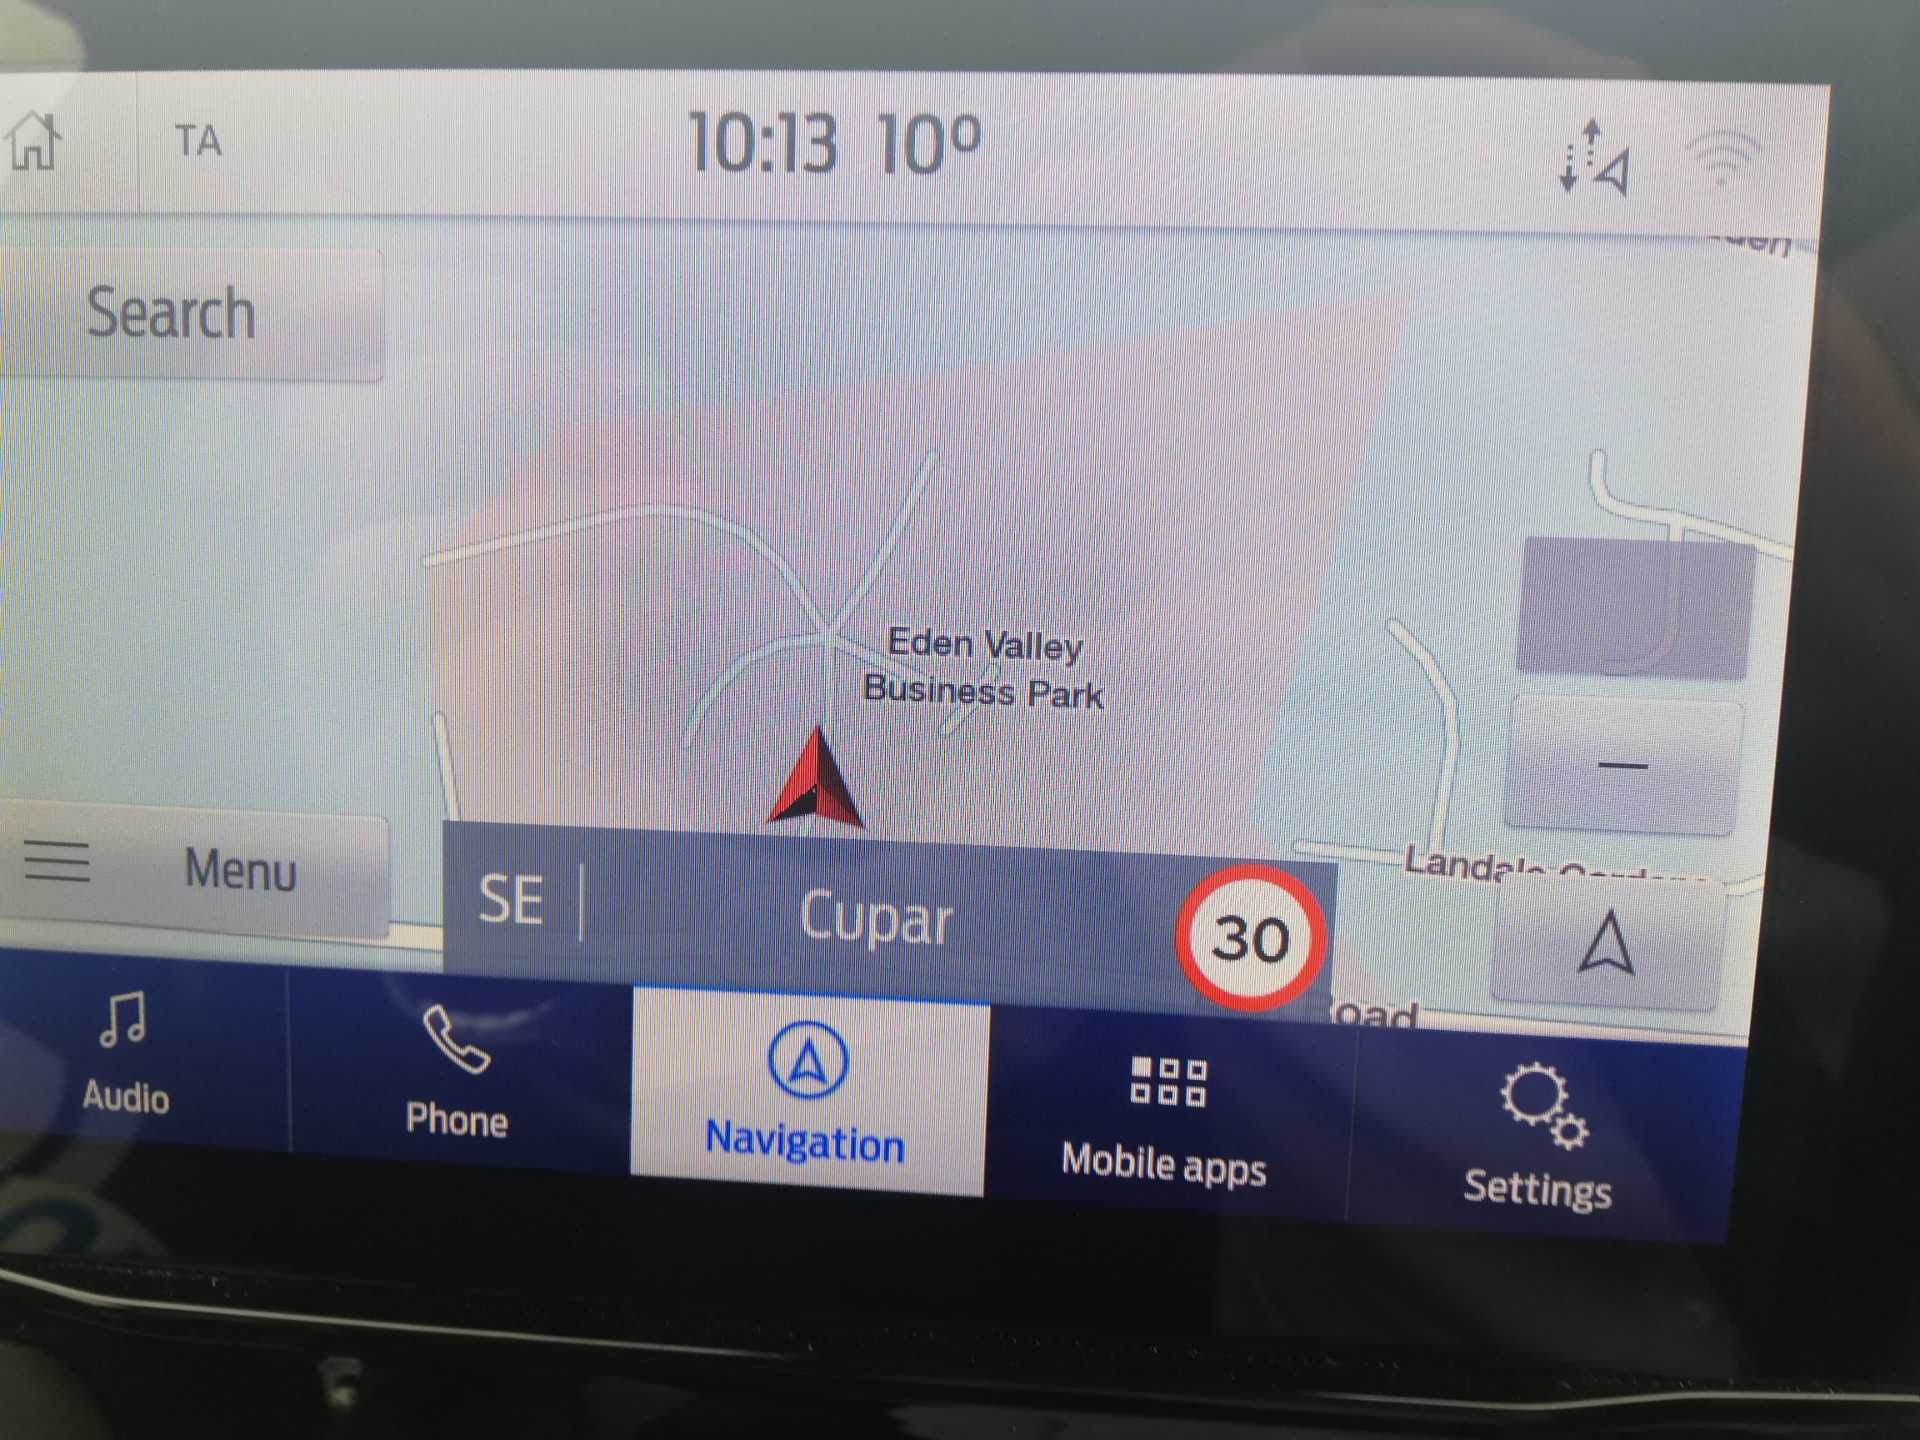 TA
10:13 10°
Search
Eden Valley
Business Park
Menu
SE
Cupar
30
Audio
Phone
Navigation
Mobile apps
Settings